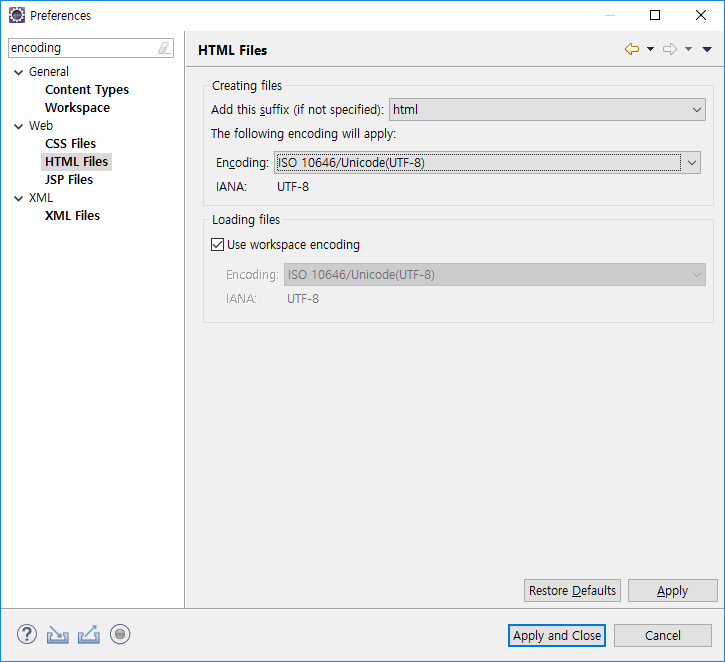 Preferences
encoding
General
Content Types
Workspace
Web
CSS Files
HTML Files
JSP Files
XML
XML Files
HTML Files
Creating files
Add this suffix (if not specified): html
The following encoding will apply:
Encoding: ISO 10646/Unicode(UTF-8)
IANA: UTF-8
Loading files
Use workspace encoding
Encoding: ISO 10646/Unicode(UTF-8)
IANA: UTF-8
Restore Defaults Apply
? Apply and Close Cancel